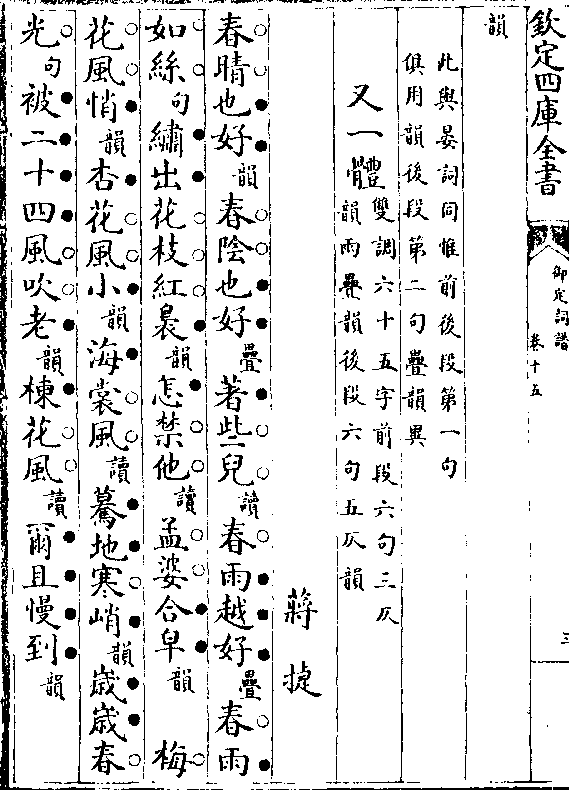 欽定四庫全書
御定詞譜
卷十五
三
韻
此與晏詞同惟前後段第一句
俱用韻後段第二句疊韻異
又一體雙調六十五字前段六句三仄
韻兩疊韻後段六句五仄韻
蔣捷
春晴也好韻春陰也好疊著些兒讀春雨越好疊春雨
如絲句繡出花枝紅裊韻怎禁他讀孟婆合皁韻梅
花風悄韻杏花風小韻海棠風讀驀地寒峭韻歲歲春
光句被二十四風吹老韻楝花風讀爾且慢到韻